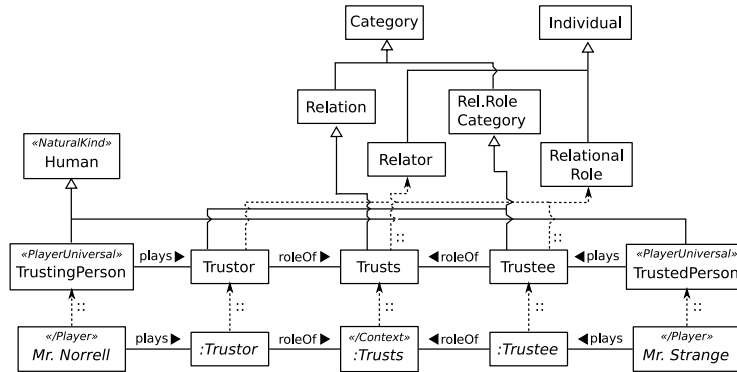 Category
Individual
Relation
Rel.Role
Category
«NaturalKind»
Human
Relator
Relational
Role
::
::
::
«PlayerUniversal»
TrustingPerson
plays
Trustor
roleOf
Trusts
roleOf
Trustee
plays
«PlayerUniversal»
TrustedPerson
::
::
::
::
::
«/Player»
Mr. Norrell
plays
:Trustor
roleOf
«/Context»
:Trusts
roleOf
:Trustee
plays
«/Player»
Mr. Strange